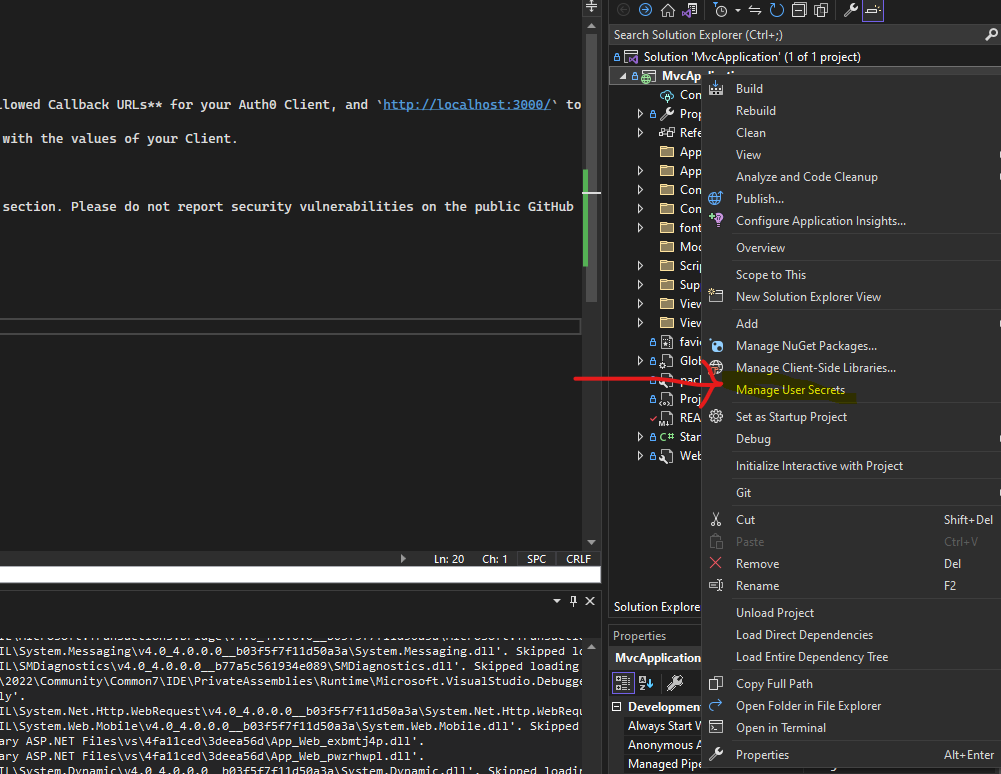 llowed Callback URLs** for your Auth0 Client, and `http://localhost:3000/` to
with the values of your Client.
section. Please do not report security vulnerabilities on the public GitHub
Ln: 20 Ch: 1 SPC CRLF
IL\System.Messaging\v4.0_4.0.0.0__b03f5f7f11d50a3a\System.Messaging.dll'. Skipped lo
IL\SMDiagnostics\v4.0_4.0.0.0__b77a5c561934e089\SMDiagnostics.dll'. Skipped loading
\2022\Community\Common7\IDE\PrivateAssemblies\Runtime\Microsoft.VisualStudio.Debugge
ly'.
IL\System.Net.Http.WebRequest\v4.0_4.0.0.0__b03f5f7f11d50a3a\System.Net.Http.WebRequ
IL\System.Web.Mobile\v4.0_4.0.0.0__b03f5f7f11d50a3a\System.Web.Mobile.dll'. Skipped
ary ASP.NET Files\vs\4fa11ced\3deea56d\App_Web_exbmtj4p.dll'.
ary ASP.NET Files\vs\4fa11ced\3deea56d\App_Web_pwzrhwpl.dll'.
IL\System.Dynamic\v4.0_4.0.0.0__b03f5f7f11d50a3a\System.Dynamic.dll'. Skipped loadin
Search Solution Explorer (Ctrl+;)
Solution 'MvcApplication' (1 of 1 project)
MvcAp
Con
Prop
Refe
App
App
Con
Con
font
Mod
Scrip
Sup
View
View
favic
Glob
pack
Proj
REA
C# Star
Web
Solution Explore
Properties
MvcApplication
Developmen
Always Start W
Anonymous A
Managed Pipe
Build
Rebuild
Clean
View
Analyze and Code Cleanup
Publish...
Configure Application Insights...
Overview
Scope to This
New Solution Explorer View
Add
Manage NuGet Packages...
Manage Client-Side Libraries...
Manage User Secrets
Set as Startup Project
Debug
Initialize Interactive with Project
Git
Cut Shift+Del
Paste Ctrl+V
Remove Del
Rename F2
Unload Project
Load Direct Dependencies
Load Entire Dependency Tree
Copy Full Path
Open Folder in File Explorer
Open in Terminal
Properties Alt+Enter